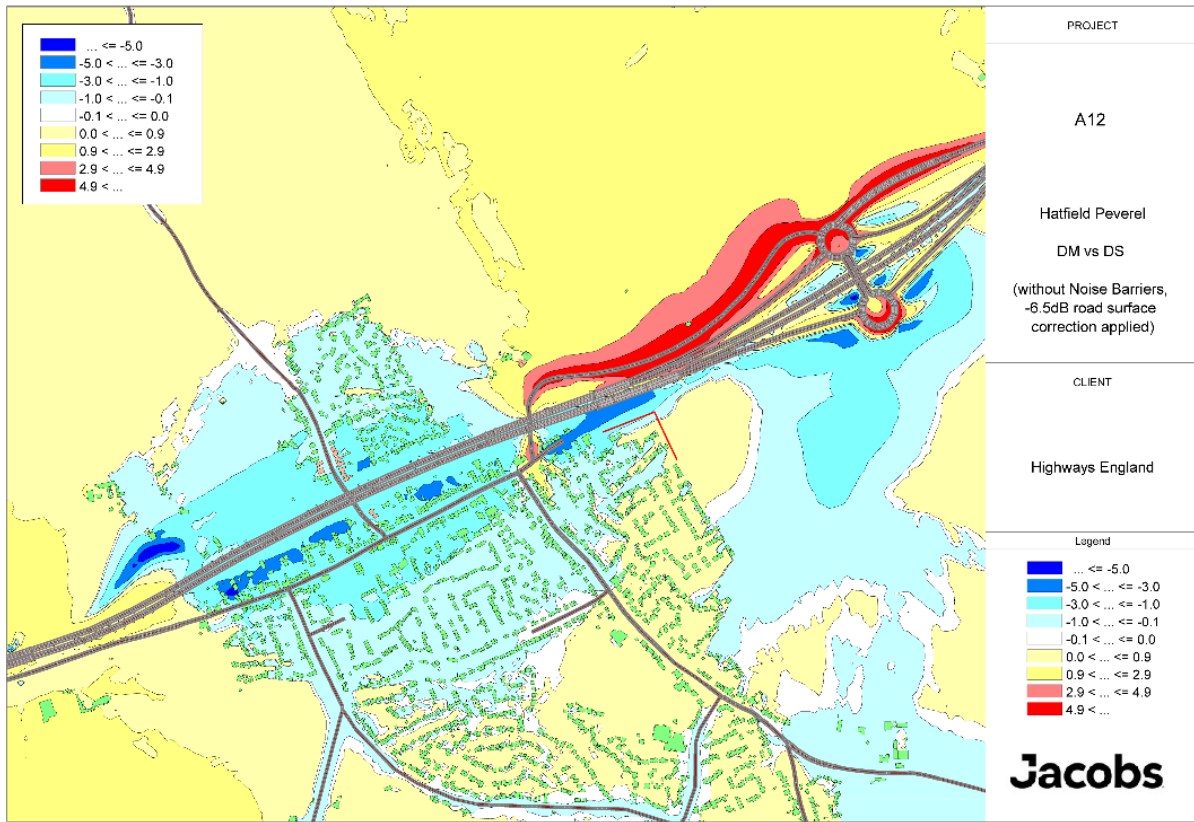 ... <= -5.0
-5.0 < ... <= -3.0
-3.0 < ... <= -1.0
-1.0 < ... <= -0.1
-0.1 < ... <= 0.0
0.0 < ... <= 0.9
0.9 < ... <= 2.9
2.9 < ... <= 4.9
4.9 < ...
PROJECT
A12
Hatfield Peverel
DM vs DS
(without Noise Barriers,
-6.5dB road surface
correction applied)
CLIENT
Highways England
Legend
... <= -5.0
-5.0 < ... <= -3.0
-3.0 < ... <= -1.0
-1.0 < ... <= -0.1
-0.1 < ... <= 0.0
0.0 < ... <= 0.9
0.9 < ... <= 2.9
2.9 < ... <= 4.9
4.9 < ...
Jacobs